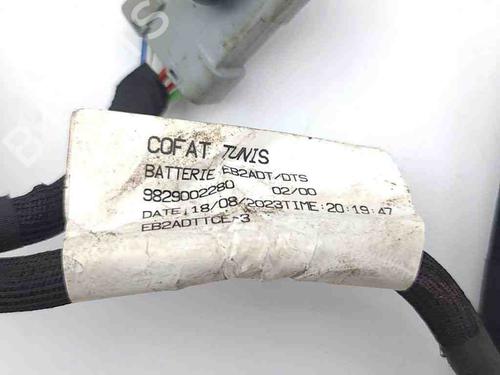 COFAT TUNIS
BATTERIE EB2ADT/DTS
9829002280 02/00
DATE:18/08/2023TIME:20:19:47
EB2ADTTCE-3